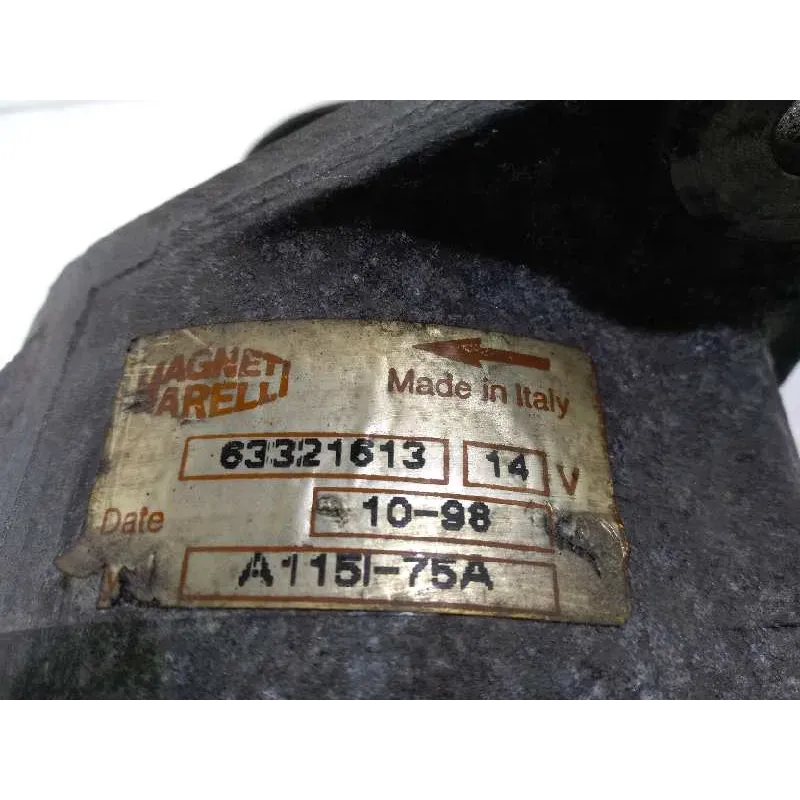 MAGNETI
MARELLI
Made in Italy
63321613 14 V
Date 10-98
A115I-75A